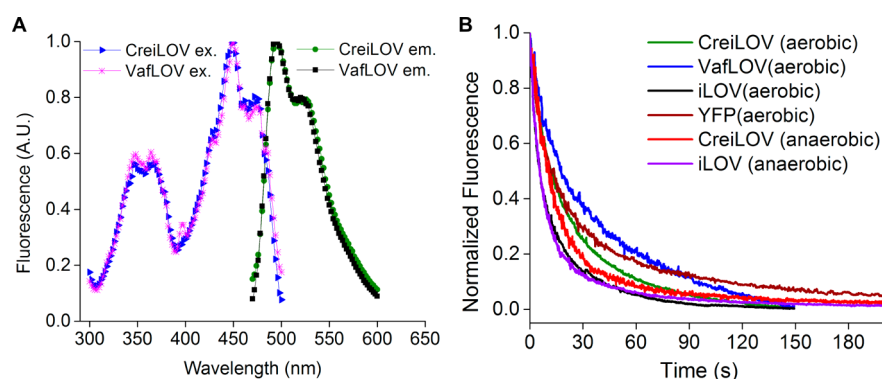 A
CreiLOV ex.
VafLOV ex.
CreiLOV em.
VafLOV em.
Fluorescence (A.U.)
1.0
0.8
0.6
0.4
0.2
0.0
300 350 400 450 500 550 600 650
Wavelength (nm)
B
CreiLOV (aerobic)
VafLOV(aerobic)
iLOV(aerobic)
YFP(aerobic)
CreiLOV (anaerobic)
iLOV (anaerobic)
Normalized Fluorescence
1.0
0.8
0.6
0.4
0.2
0.0
0 30 60 90 120 150 180
Time (s)